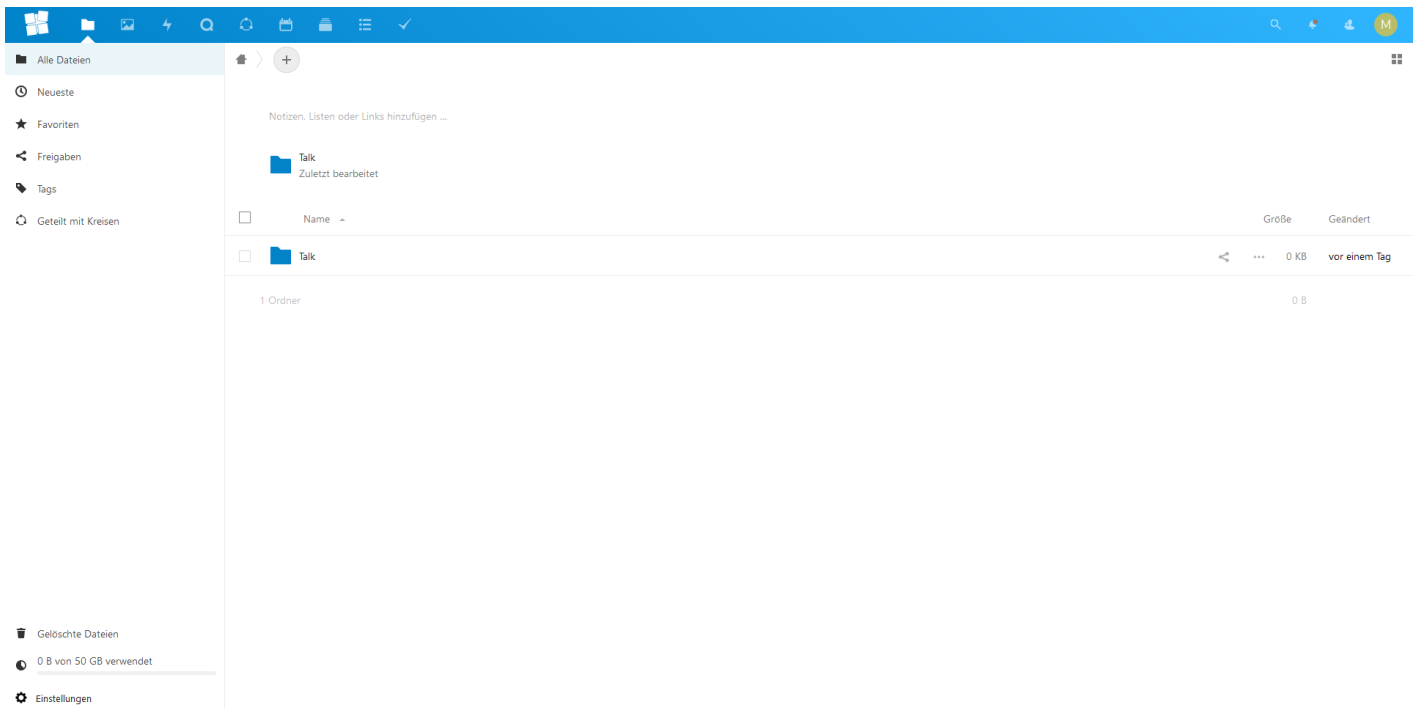 M
Alle Dateien
Neueste
Favoriten
Freigaben
Tags
Geteilt mit Kreisen
Notizen, Listen oder Links hinzufügen ...
Talk
Zuletzt bearbeitet
Name Größe Geändert
Talk 0 KB vor einem Tag
1 Ordner 0 B
Gelöschte Dateien
0 B von 50 GB verwendet
Einstellungen